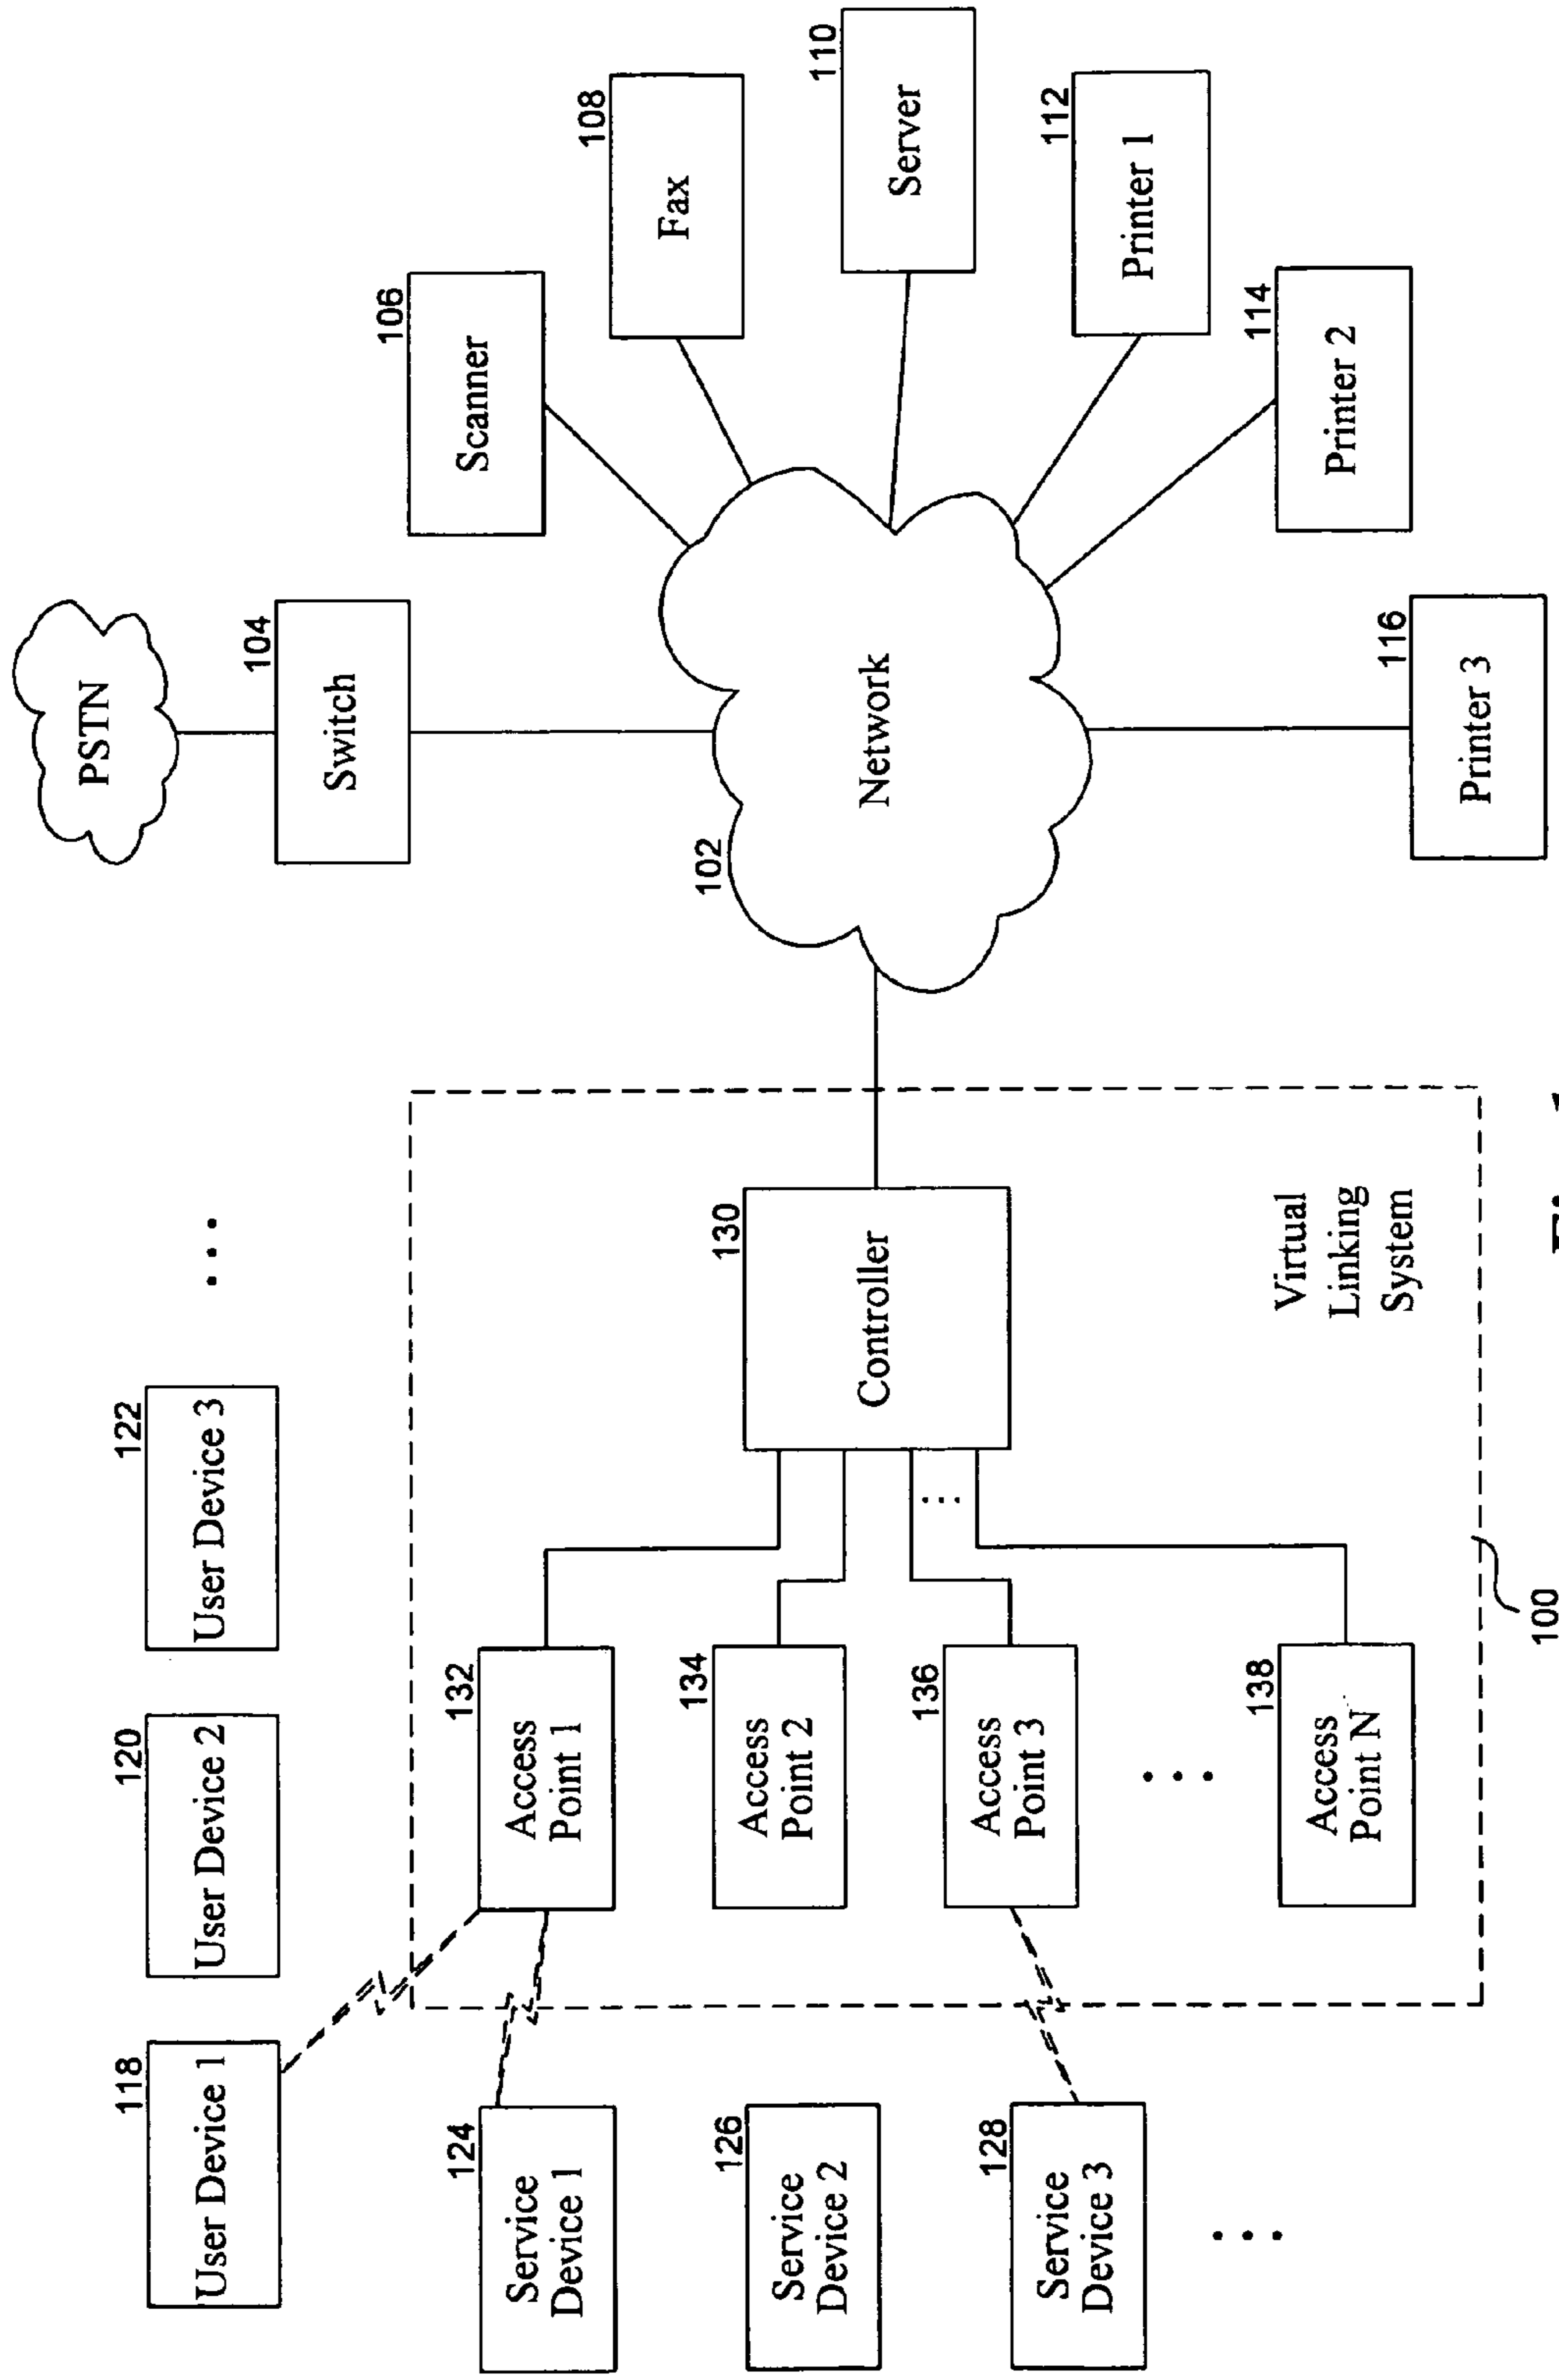 PSTN
104
Switch
106
Scanner
108
Fax
110
Server
112
Printer 1
114
Printer 2
116
Printer 3
102
Network
118
User Device 1
120
User Device 2
122
User Device 3
...
124
Service
Device 1
126
Service
Device 2
128
Service
Device 3
...
132
Access
Point 1
134
Access
Point 2
136
Access
Point 3
...
138
Access
Point N
...
130
Controller
Virtual
Linking
System
100